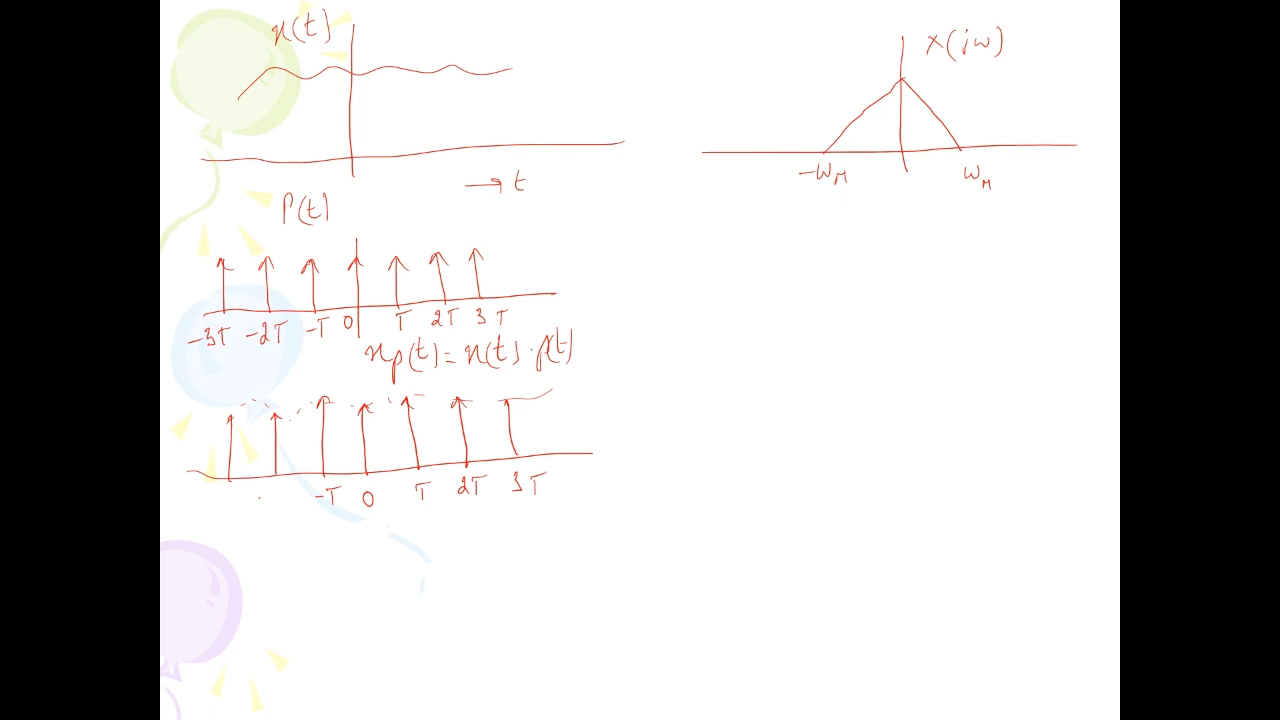 x(t)
X(jω)
-ω_M ω_M
→ t
P(t)
-3T -2T -T 0 T 2T 3T
x_p(t) = x(t) . p(t)
-T 0 T 2T 3T